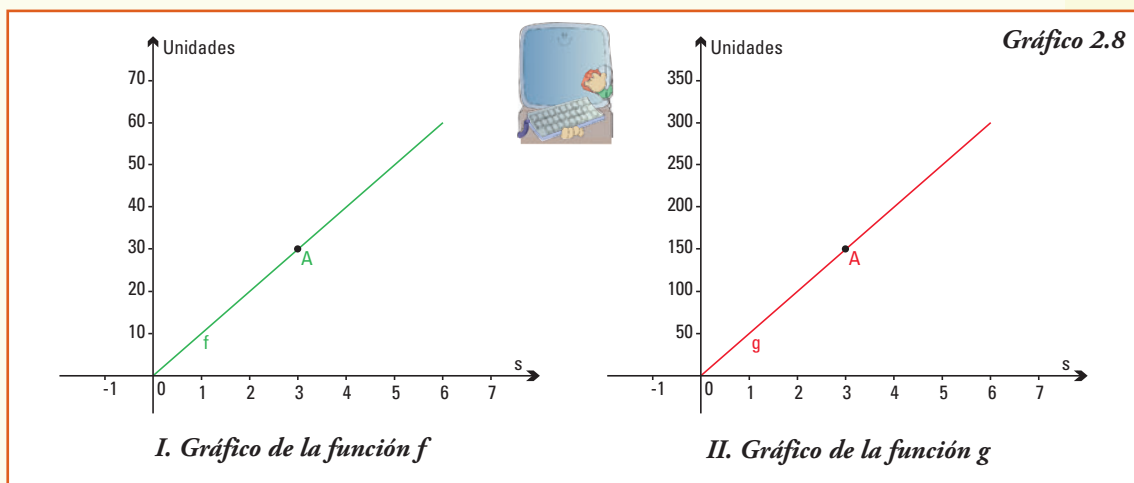 Gráfico 2.8
Unidades
70
60
50
40
30
20
10
A
f
s
-1 0 1 2 3 4 5 6 7
I. Gráfico de la función f
Unidades
350
300
250
200
150
100
50
A
g
s
-1 0 1 2 3 4 5 6 7
II. Gráfico de la función g